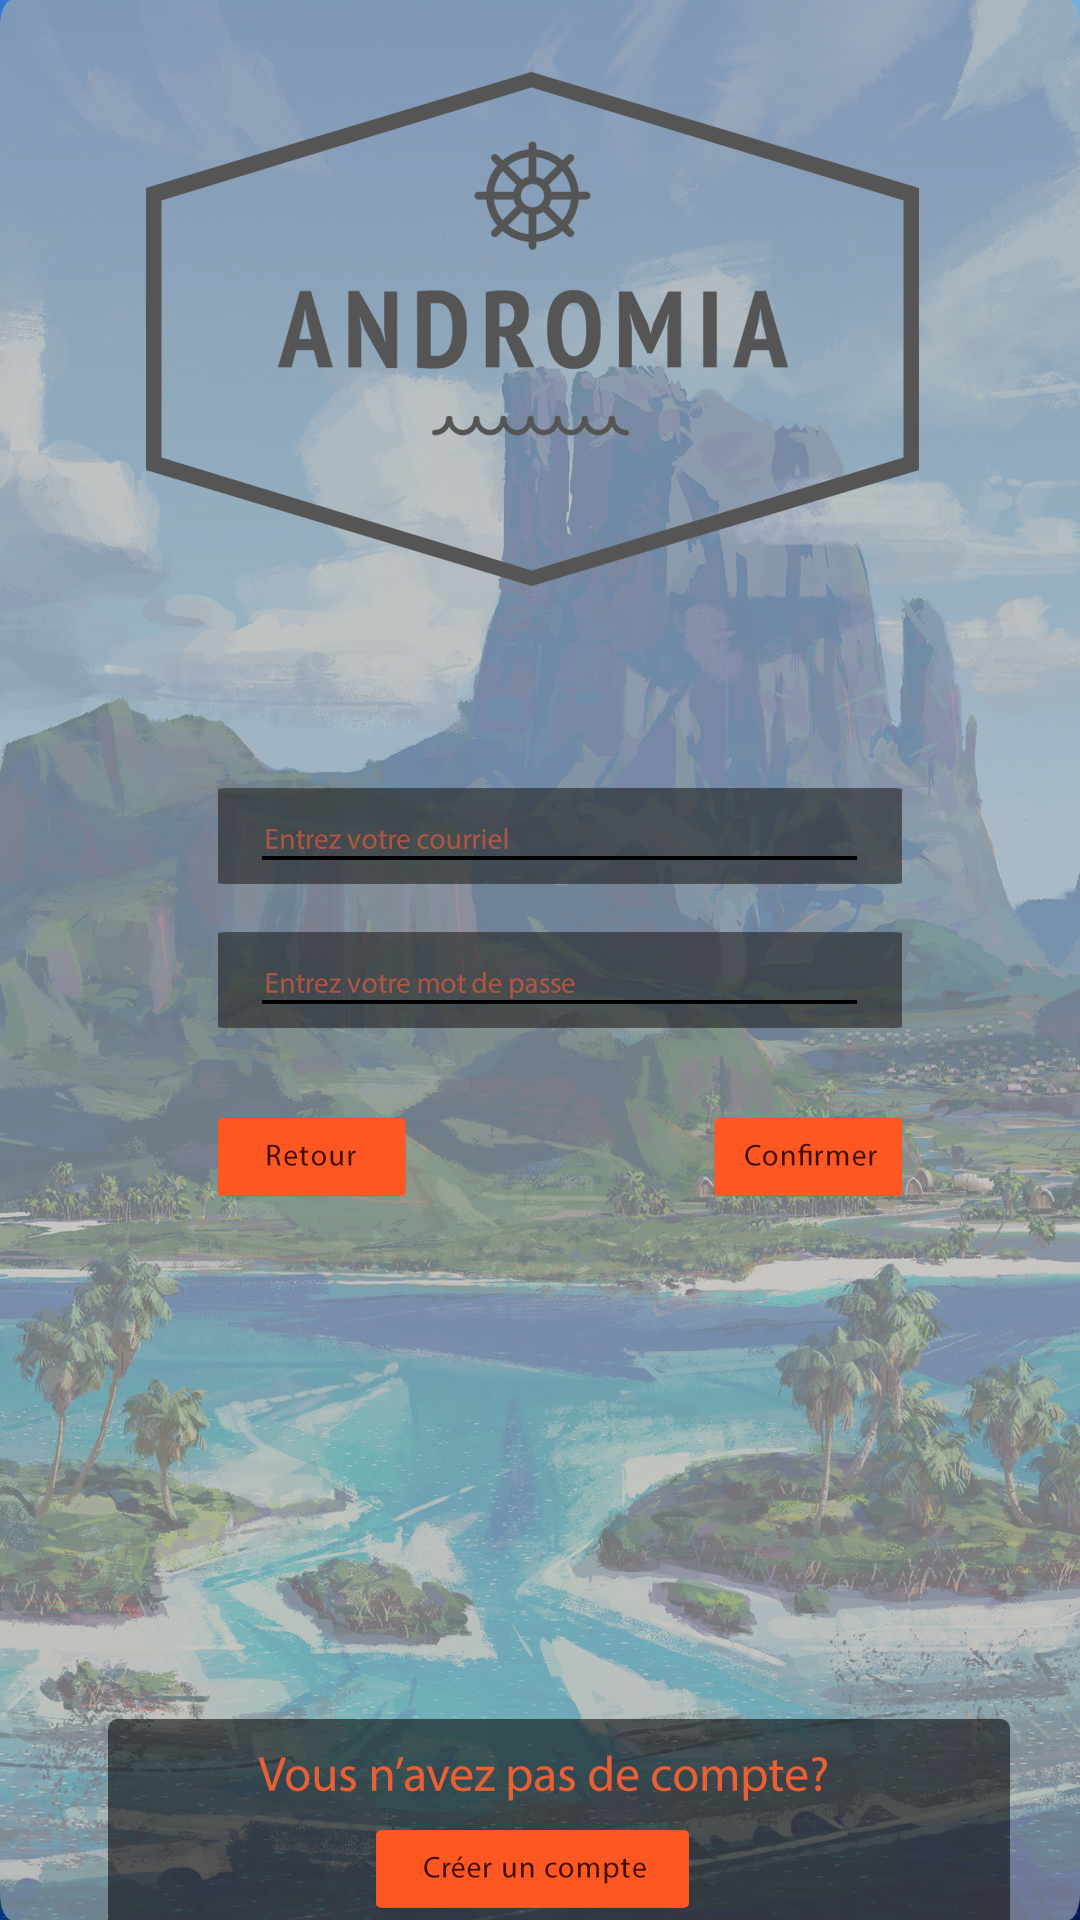 ANDROMIA
Entrez votre courriel
Entrez votre mot de passe
Retour
Confirmer
Vous n’avez pas de compte?
Créer un compte